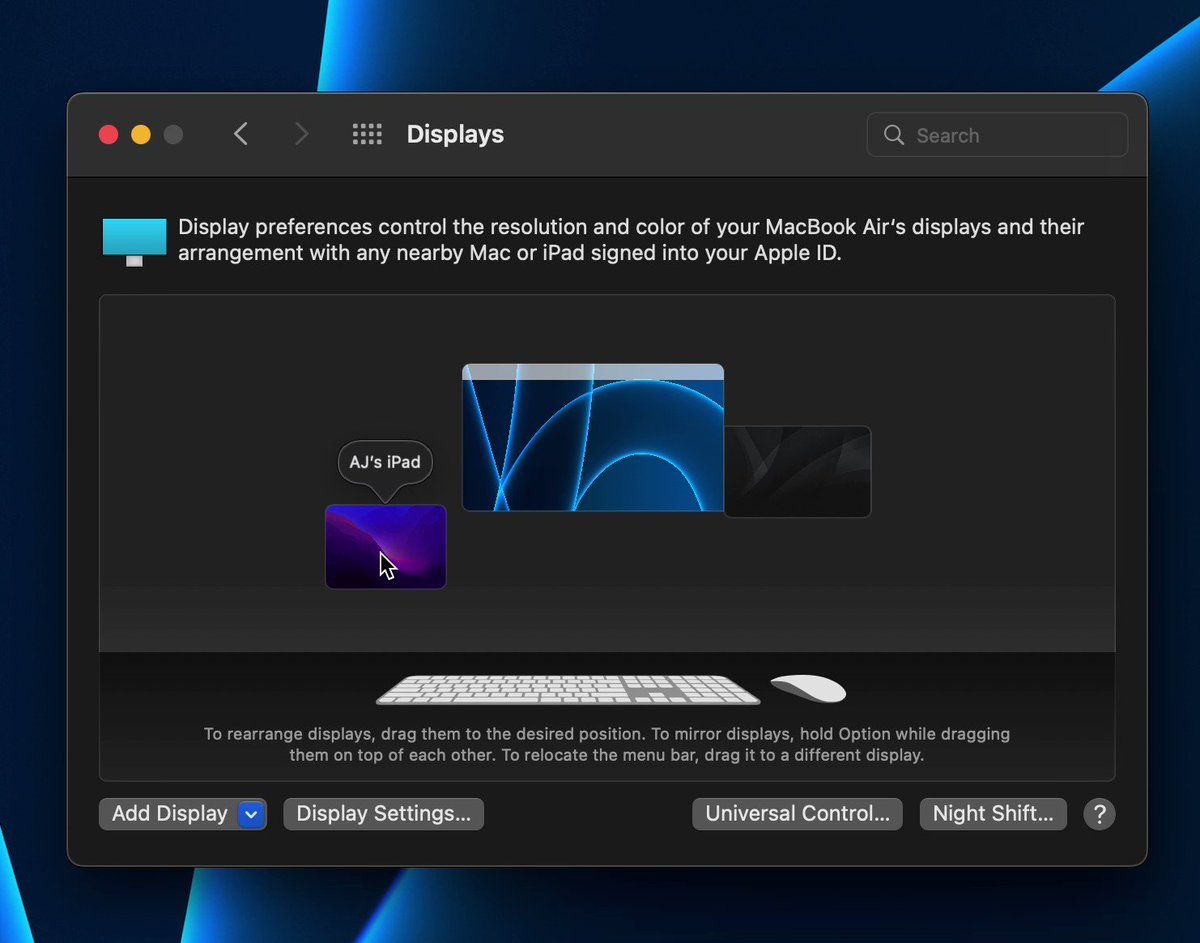 Displays
Search
Display preferences control the resolution and color of your MacBook Air’s displays and their
arrangement with any nearby Mac or iPad signed into your Apple ID.
AJ’s iPad
To rearrange displays, drag them to the desired position. To mirror displays, hold Option while dragging
them on top of each other. To relocate the menu bar, drag it to a different display.
Add Display
Display Settings...
Universal Control...
Night Shift...
?